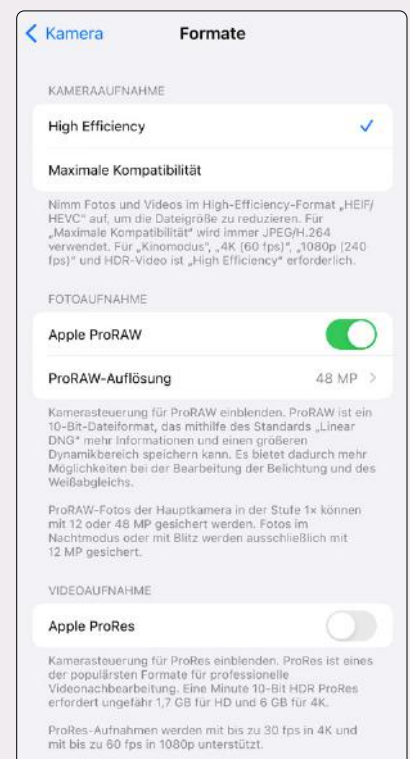 Kamera
Formate
KAMERAAUFNAHME
High Efficiency
Maximale Kompatibilität
Nimm Fotos und Videos im High-Efficiency-Format „HEIF/
HEVC“ auf, um die Dateigröße zu reduzieren. Für
„Maximale Kompatibilität“ wird immer JPEG/H.264
verwendet. Für „Kinomodus“, „4K (60 fps)“, „1080p (240
fps)“ und HDR-Video ist „High Efficiency“ erforderlich.
FOTOAUFNAHME
Apple ProRAW
ProRAW-Auflösung 48 MP
Kamerasteuerung für ProRAW einblenden. ProRAW ist ein
10-Bit-Dateiformat, das mithilfe des Standards „Linear
DNG“ mehr Informationen und einen größeren
Dynamikbereich speichern kann. Es bietet dadurch mehr
Möglichkeiten bei der Bearbeitung der Belichtung und des
Weißabgleichs.
ProRAW-Fotos der Hauptkamera in der Stufe 1x können
mit 12 oder 48 MP gesichert werden. Fotos im
Nachtmodus oder mit Blitz werden ausschließlich mit
12 MP gesichert.
VIDEOAUFNAHME
Apple ProRes
Kamerasteuerung für ProRes einblenden. ProRes ist eines
der populärsten Formate für professionelle
Videonachbearbeitung. Eine Minute 10-Bit HDR ProRes
erfordert ungefähr 1,7 GB für HD und 6 GB für 4K.
ProRes-Aufnahmen werden mit bis zu 30 fps in 4K und
mit bis zu 60 fps in 1080p unterstützt.